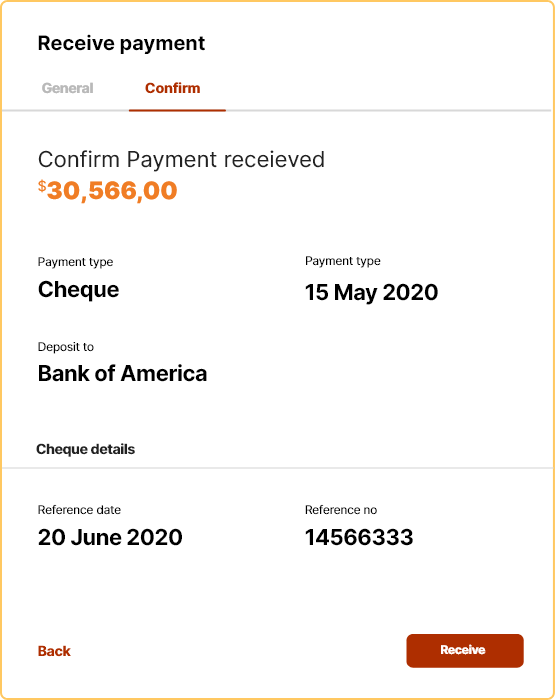 Receive payment
General Confirm
Confirm Payment receieved
$30,566,00
Payment type Payment type
Cheque 15 May 2020
Deposit to
Bank of America
Cheque details
Reference date Reference no
20 June 2020 14566333
Back Receive